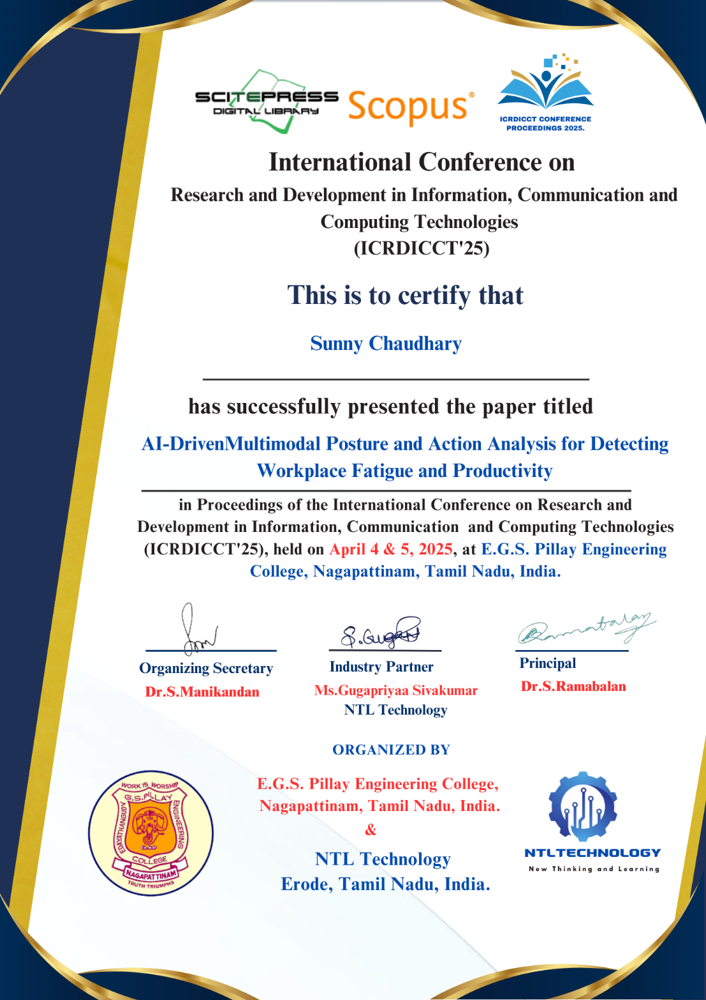 SCITEPRESS
DIGITAL LIBRARY
Scopus®
ICRDICCT CONFERENCE
PROCEEDINGS 2025.
International Conference on
Research and Development in Information, Communication and
Computing Technologies
(ICRDICCT'25)
This is to certify that
Sunny Chaudhary
has successfully presented the paper titled
AI-DrivenMultimodal Posture and Action Analysis for Detecting
Workplace Fatigue and Productivity
in Proceedings of the International Conference on Research and
Development in Information, Communication and Computing Technologies
(ICRDICCT'25), held on April 4 & 5, 2025, at E.G.S. Pillay Engineering
College, Nagapattinam, Tamil Nadu, India.
S.Gugan
Ramabalan
Organizing Secretary
Dr.S.Manikandan
Industry Partner
Ms.Gugapriyaa Sivakumar
NTL Technology
Principal
Dr.S.Ramabalan
ORGANIZED BY
E.G.S. Pillay Engineering College,
Nagapattinam, Tamil Nadu, India.
&
NTL Technology
Erode, Tamil Nadu, India.
WORK IS WORSHIP
G.S.PILLAY
EDAYATHANGUDY
ENGINEERING
G.S.P
COLLEGE
NAGAPATTINAM
TRUTH TRIUMPHS
NTLTECHNOLOGY
New Thinking and Learning